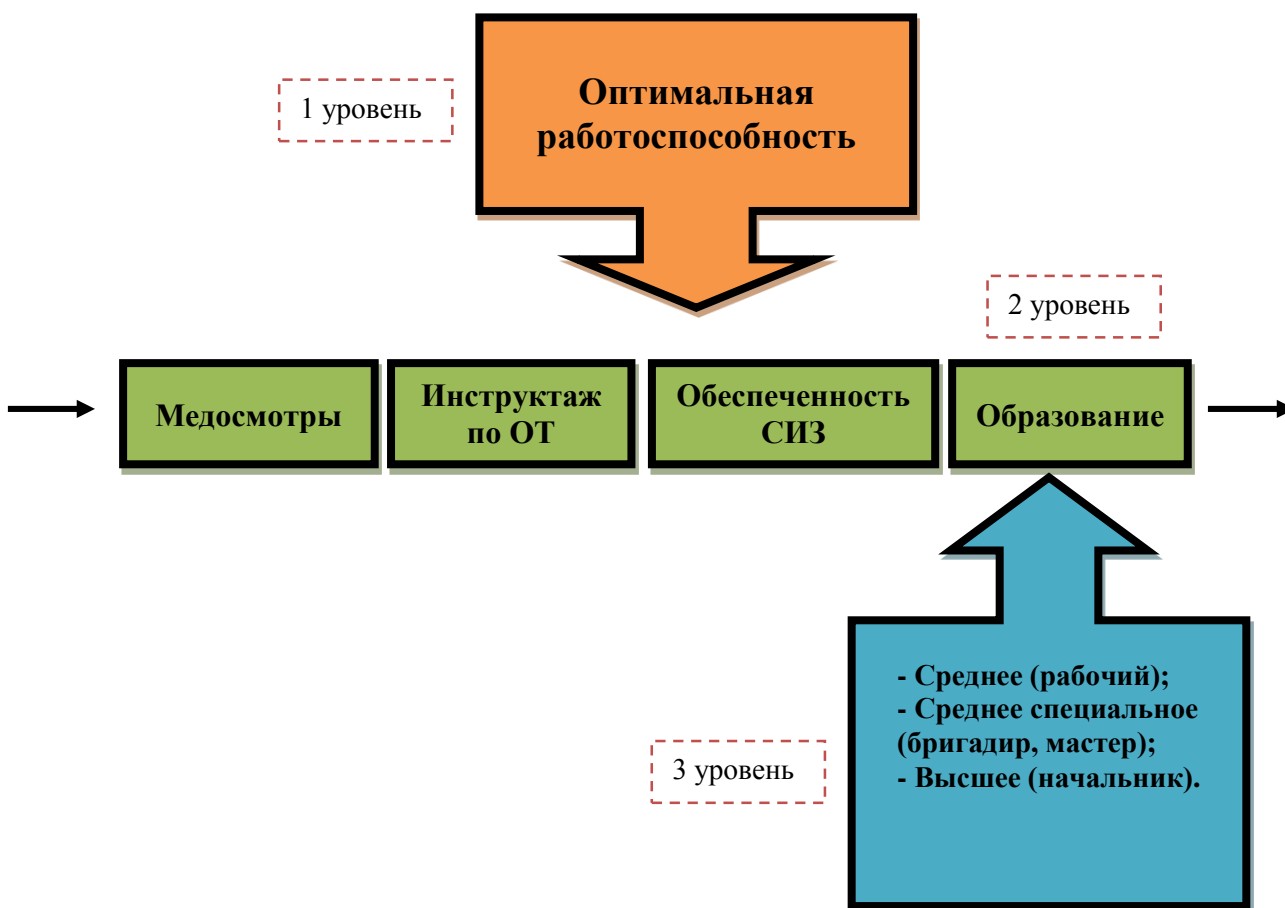 1 уровень
Оптимальная
работоспособность
2 уровень
Медосмотры
Инструктаж
по ОТ
Обеспеченность
СИЗ
Образование
3 уровень
- Среднее (рабочий);
- Среднее специальное
(бригадир, мастер);
- Высшее (начальник).